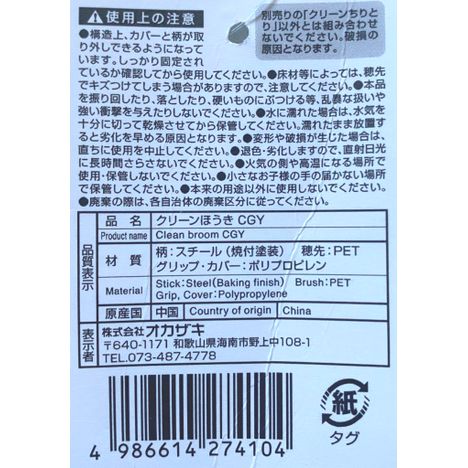 使用上の注意
●構造上、カバーと柄が取り外しできるようになっています。しっかり固定され
ているか確認してから使用してください。●床材等によっては、穂先
でキズつけてしまう場合がありますので、注意してください。●本品
を振り回したり、落としたり、硬いものにぶつける等、乱暴な扱いや
強い衝撃を与えたりしないでください。●水に濡れた場合は、水気を
十分に切って乾燥させてから保管してください。濡れたまま放置する
と劣化を早める原因となります。●変形や破損が生じた場合は、
直ちに使用を中止してください。●退色・劣化しますので、直射日光
に長時間さらさないでください。●火気の側や高温になる場所で
使用・保管しないでください。●小さなお子様の手の届かない場所
で保管してください。●本来の用途以外に使用しないでください。
●廃棄の際は、各自治体の廃棄区分に従ってください。
別売りの「クリーンちりと
り」以外とは組み合わせ
ないでください。破損の
原因となります。
品質表示
品名 クリーンほうき CGY
Product name Clean broom CGY
材質 柄:スチール(焼付塗装) 穂先:PET
グリップ・カバー:ポリプロピレン
Material Stick:Steel(Baking finish) Brush:PET
Grip, Cover:Polypropylene
原産国 中国 Country of origin China
表示者
株式会社オカザキ
〒640-1171 和歌山県海南市野上中108-1
TEL.073-487-4778
4 986614 274104
紙
タグ